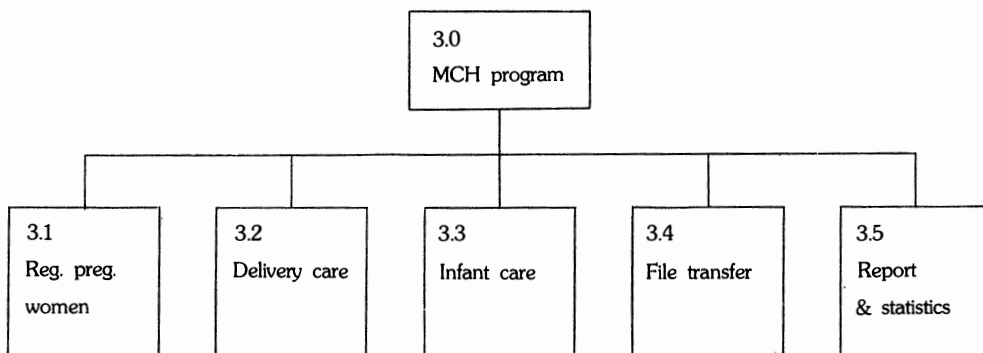 3.0
MCH program
3.1
Reg. preg.
women
3.2
Delivery care
3.3
Infant care
3.4
File transfer
3.5
Report
& statistics